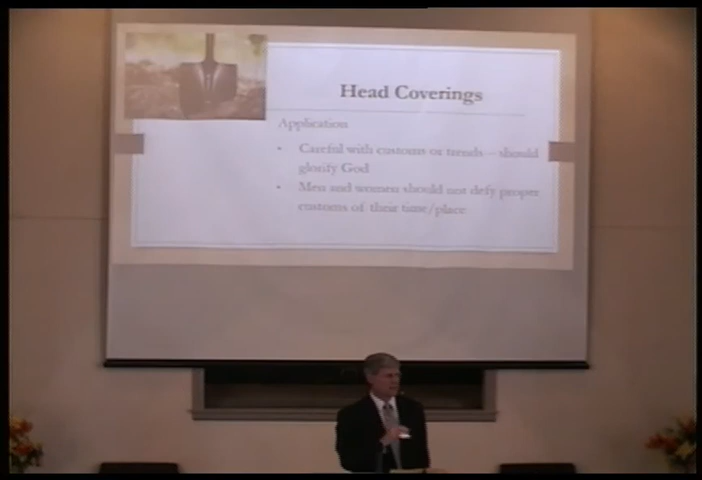 Head Coverings
Application
• Careful with customs or trends—should
glorify God
• Men and women should not defy proper
customs of their time/place